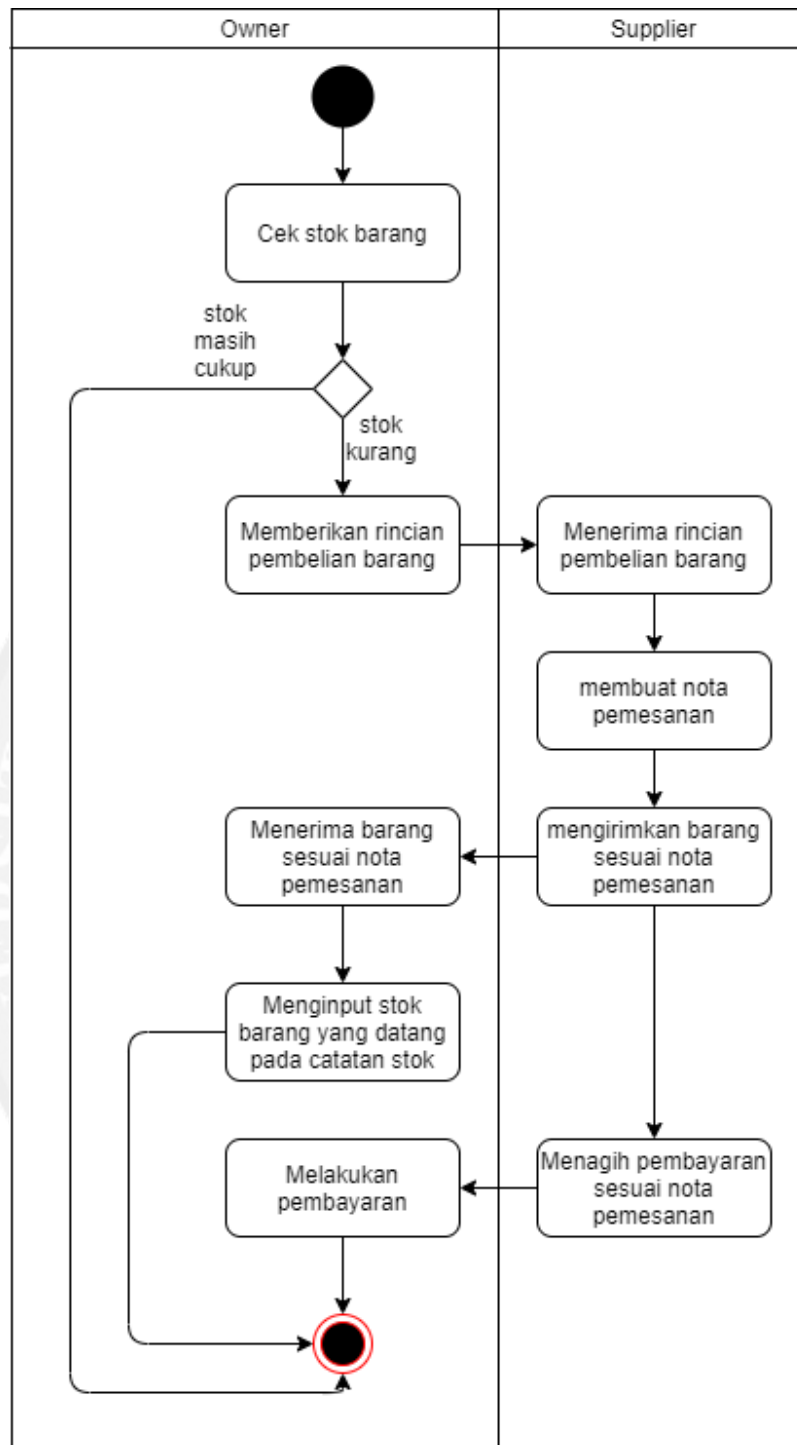 Owner
Supplier
Cek stok barang
stok
masih
cukup
stok
kurang
Memberikan rincian
pembelian barang
Menerima rincian
pembelian barang
membuat nota
pemesanan
Menerima barang
sesuai nota
pemesanan
mengirimkan barang
sesuai nota
pemesanan
Menginput stok
barang yang datang
pada catatan stok
Melakukan
pembayaran
Menagih pembayaran
sesuai nota
pemesanan